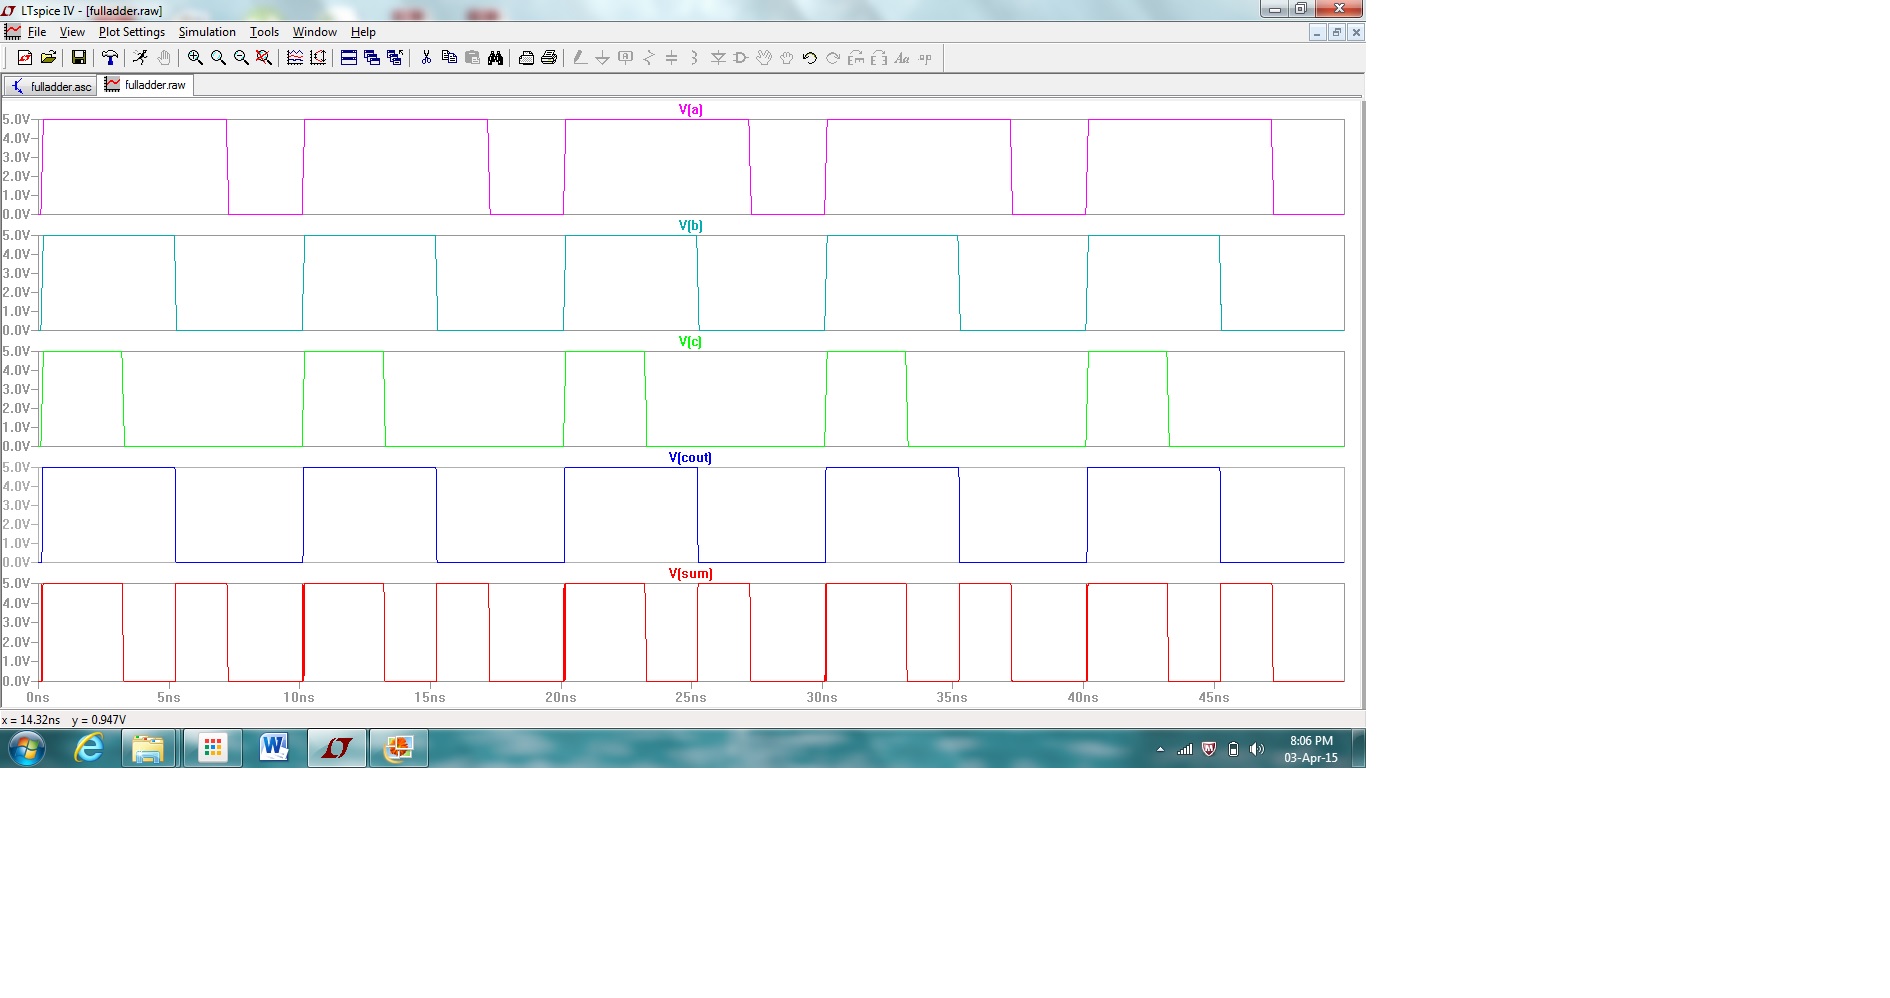 LTspice IV - [fulladder.raw]
File View Plot Settings Simulation Tools Window Help
fulladder.asc fulladder.raw
V(a)
5.0V
4.0V
3.0V
2.0V
1.0V
0.0V
V(b)
5.0V
4.0V
3.0V
2.0V
1.0V
0.0V
V(c)
5.0V
4.0V
3.0V
2.0V
1.0V
0.0V
V(cout)
5.0V
4.0V
3.0V
2.0V
1.0V
0.0V
V(sum)
5.0V
4.0V
3.0V
2.0V
1.0V
0.0V
0ns 5ns 10ns 15ns 20ns 25ns 30ns 35ns 40ns 45ns
x = 14.32ns y = 0.947V
8:06 PM
03-Apr-15